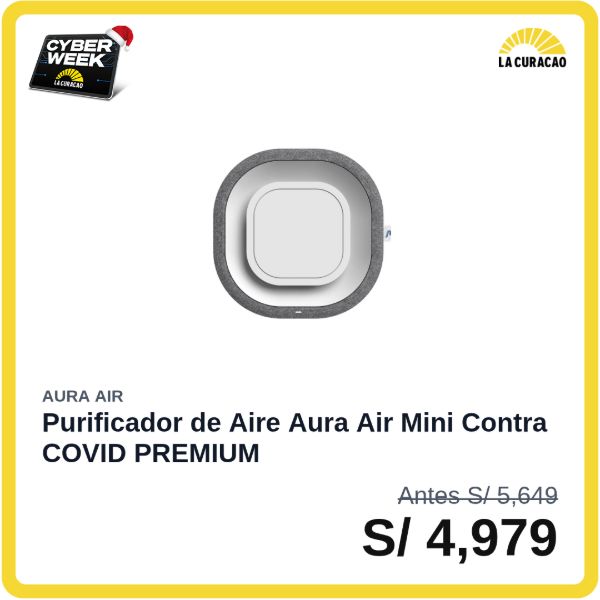 CYBER
WEEK
LA CURACAO
LA CURACAO
AURA AIR
Purificador de Aire Aura Air Mini Contra
COVID PREMIUM
Antes S/ 5,649
S/ 4,979